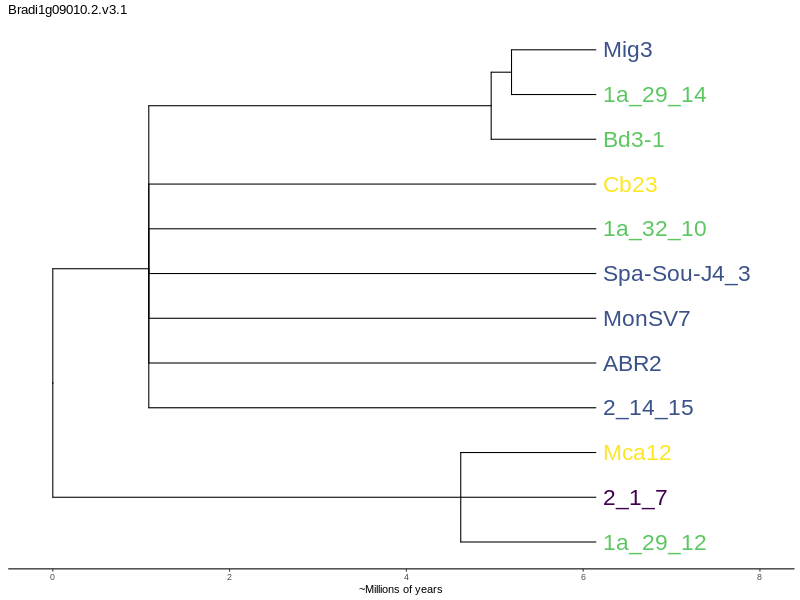 Bradi1g09010.2.v3.1
Mig3
1a_29_14
Bd3-1
Cb23
1a_32_10
Spa-Sou-J4_3
MonSV7
ABR2
2_14_15
Mca12
2_1_7
1a_29_12
0 2 4 6 8
~Millions of years